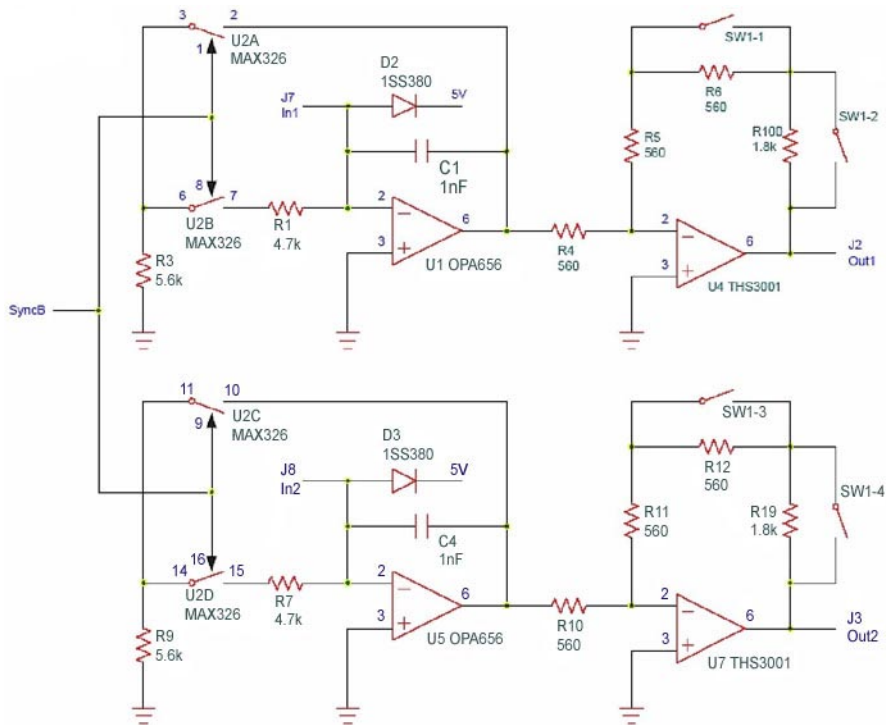 3
2
U2A
MAX326
1
D2
1SS380
J7
In1
5V
C1
1nF
8
6
7
U2B
MAX326
R1
4.7k
2
3
6
U1 OPA656
R3
5.6k
SW1-1
R6
560
R5
560
R100
1.8k
SW1-2
R4
560
2
3
6
U4 THS3001
J2
Out1
SyncB
11
10
U2C
MAX326
9
D3
1SS380
J8
In2
5V
C4
1nF
16
14
15
U2D
MAX326
R7
4.7k
2
3
6
U5 OPA656
R9
5.6k
SW1-3
R12
560
R11
560
R19
1.8k
SW1-4
R10
560
2
3
6
U7 THS3001
J3
Out2